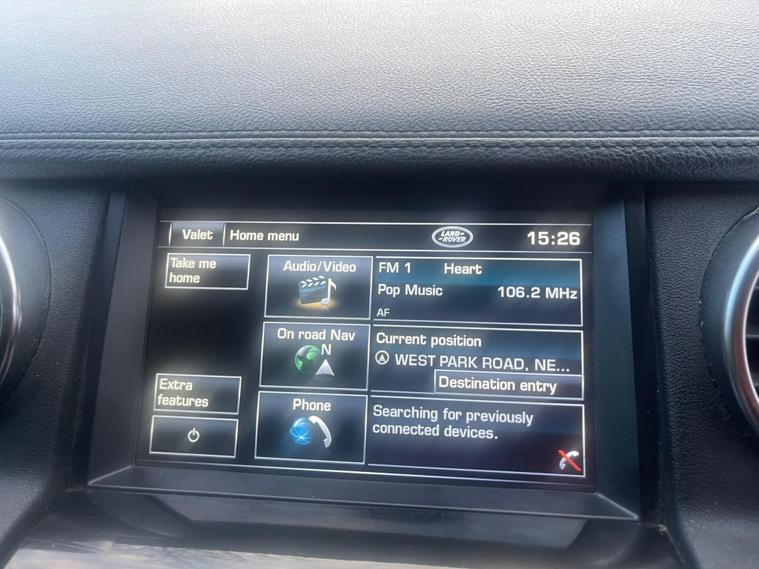 Valet
Home menu
LAND-
ROVER
15:26
Take me
home
Audio/Video
FM 1 Heart
Pop Music 106.2 MHz
AF
On road Nav
N
Current position
WEST PARK ROAD, NE...
Destination entry
Extra
features
Phone
Searching for previously
connected devices.